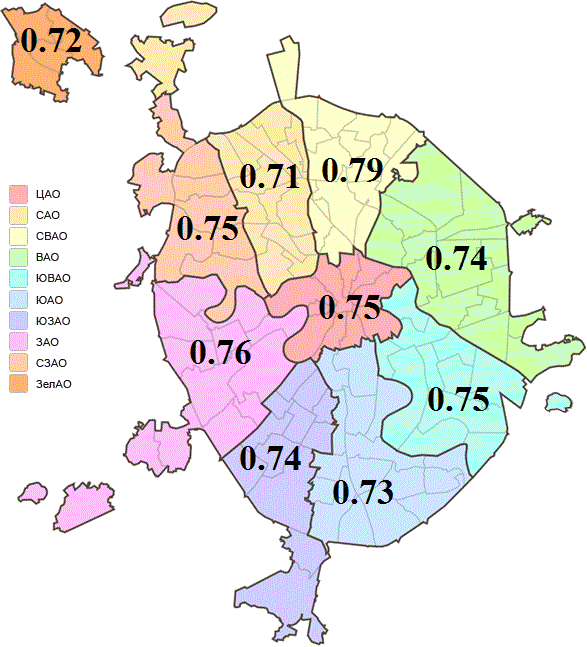 0.72
0.71
0.79
0.75
0.74
0.75
0.76
0.75
0.74
0.73
ЦАО
САО
СВАО
ВАО
ЮВАО
ЮАО
ЮЗАО
ЗАО
СЗАО
ЗелАО